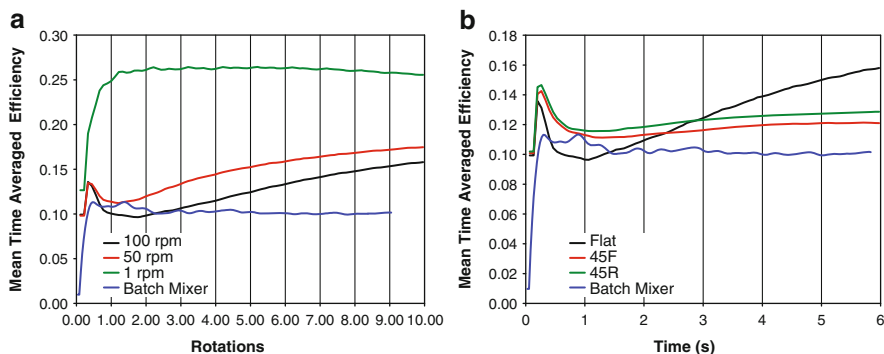 a
Mean Time Averaged Efficiency
0.30
0.25
0.20
0.15
0.10
0.05
0.00
100 rpm
50 rpm
1 rpm
Batch Mixer
0.00 1.00 2.00 3.00 4.00 5.00 6.00 7.00 8.00 9.00 10.00
Rotations
b
Mean Time Averaged Efficiency
0.18
0.16
0.14
0.12
0.10
0.08
0.06
0.04
0.02
0.00
Flat
45F
45R
Batch Mixer
0 1 2 3 4 5 6
Time (s)